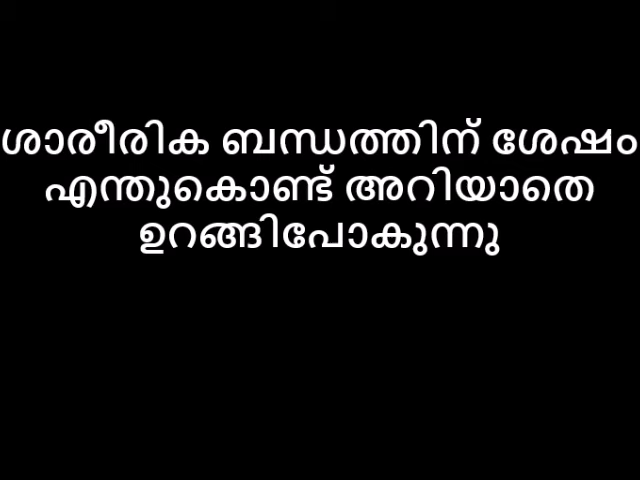 ശാരീരിക ബന്ധത്തിന് ശേഷം
എന്തുകൊണ്ട് അറിയാതെ
ഉറങ്ങിപോകുന്നു